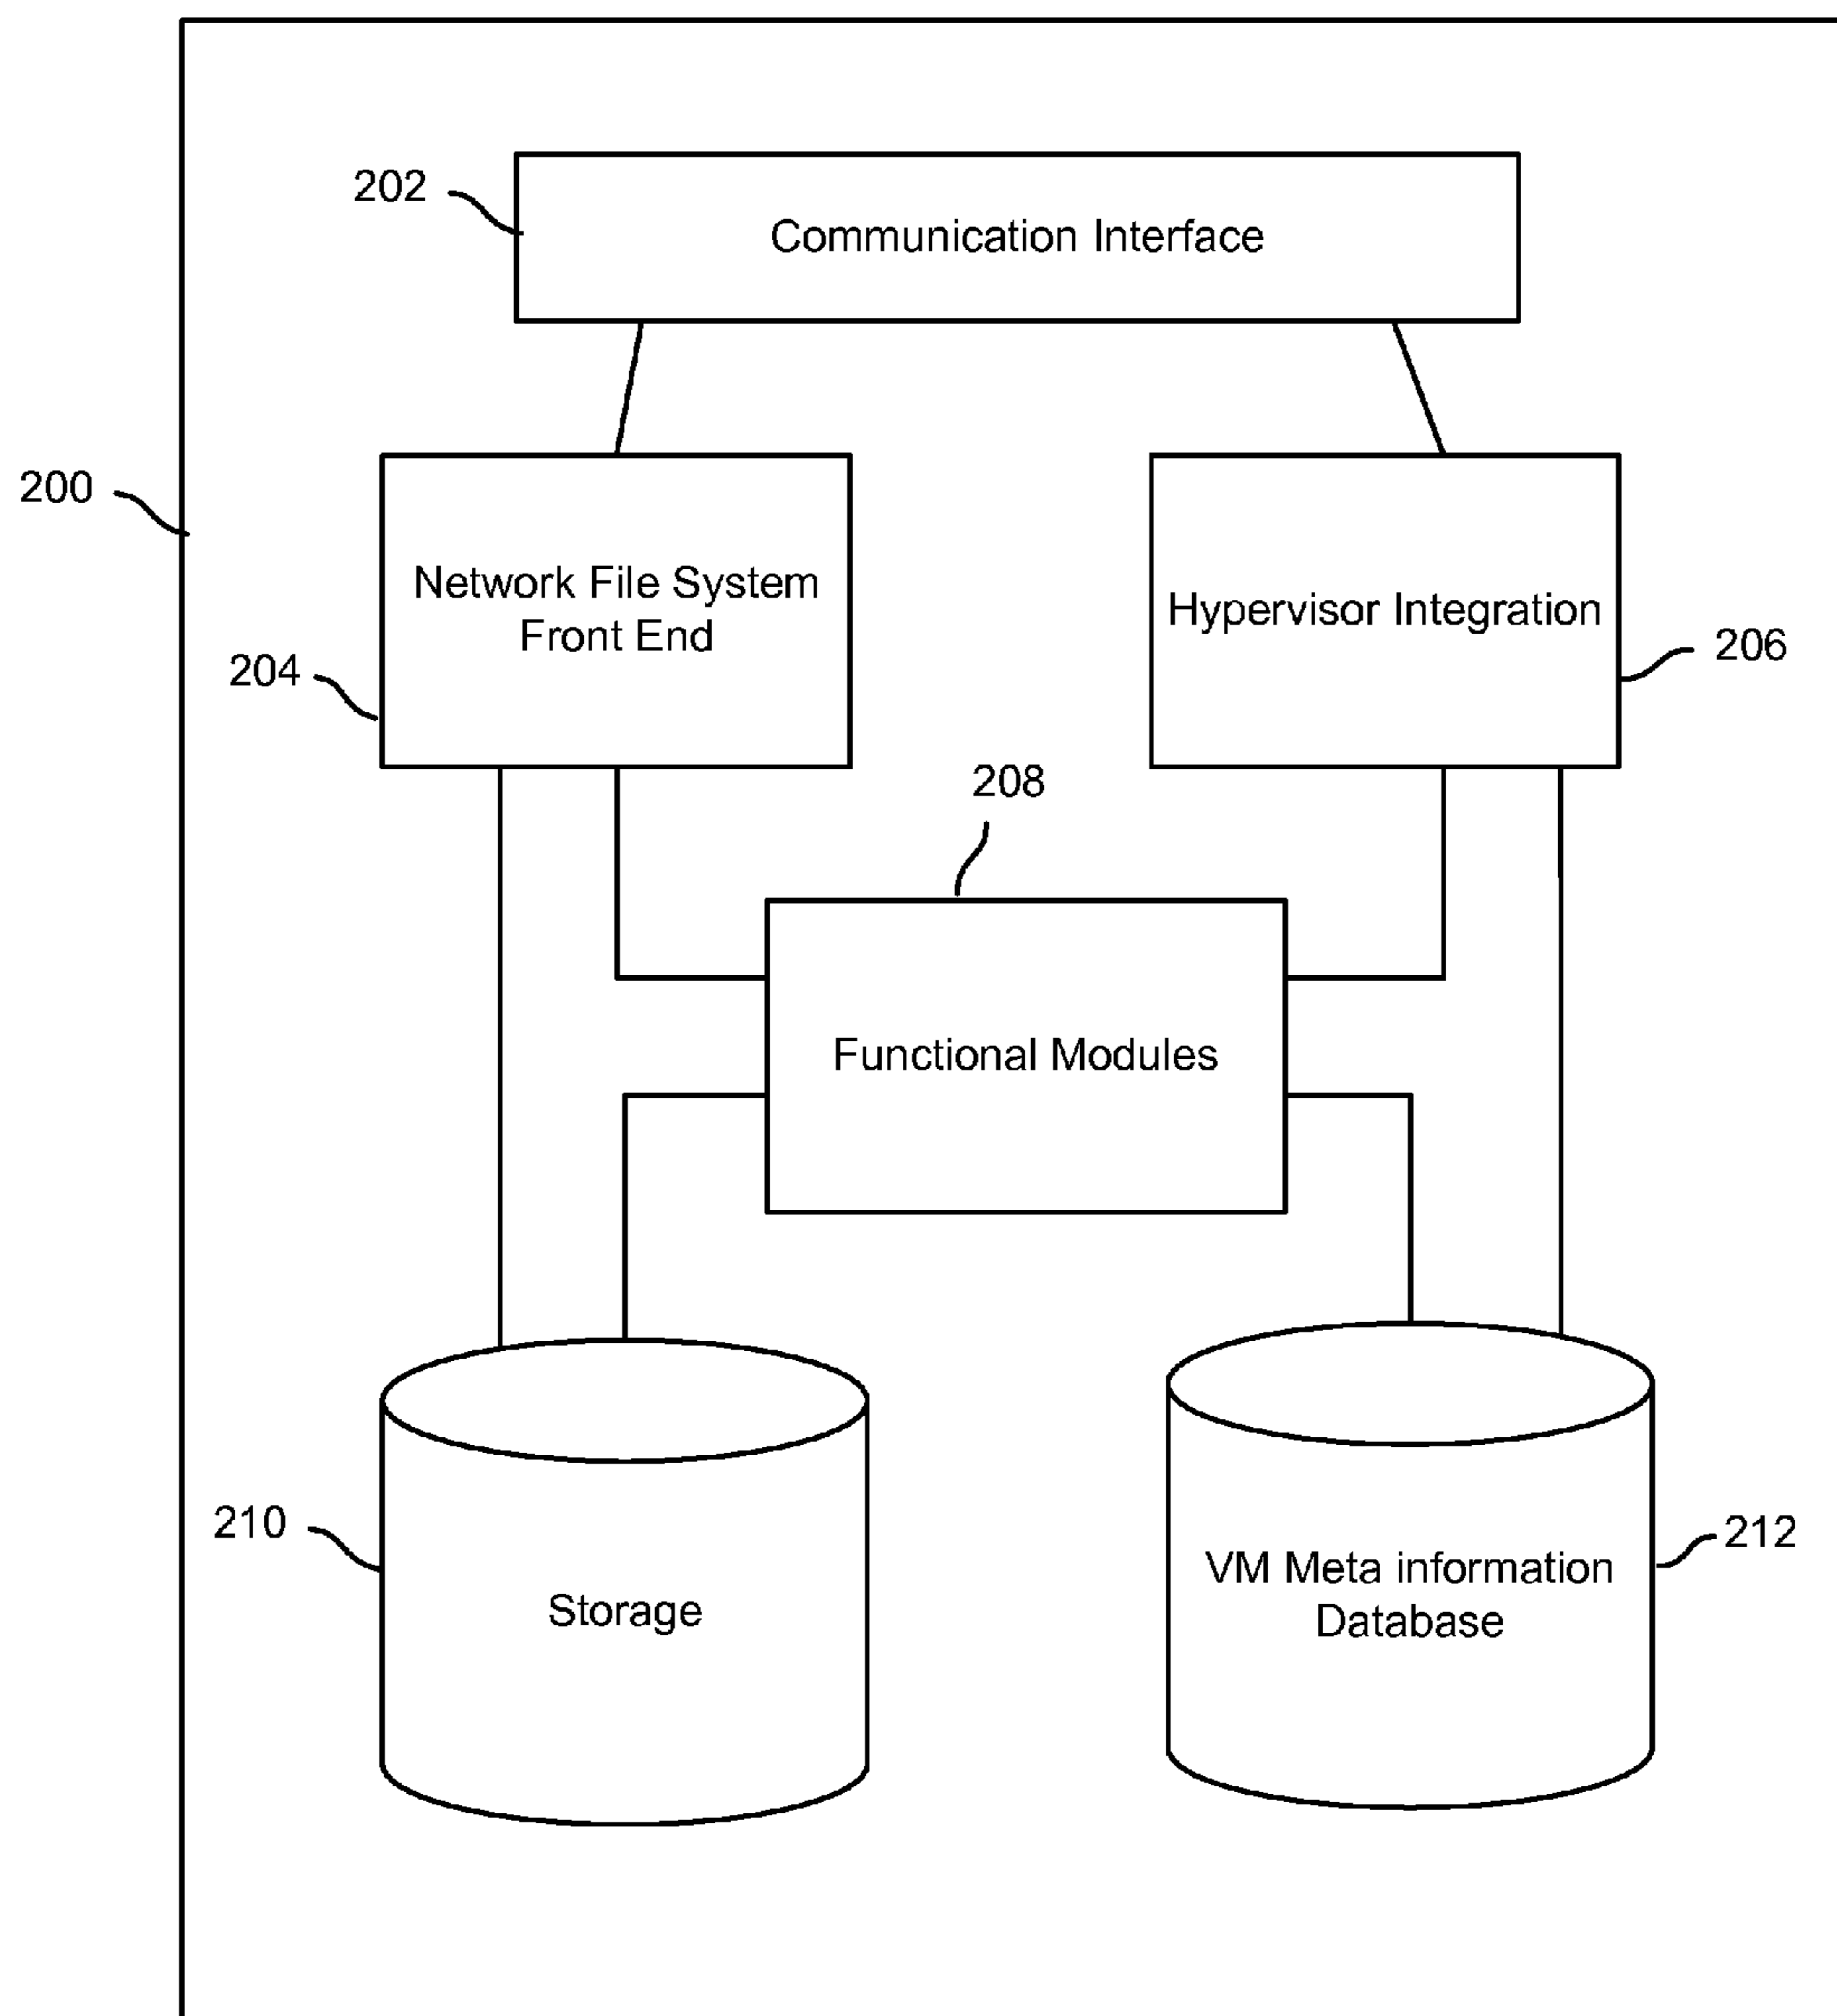 202
Communication Interface
200
Network File System
Front End
204
Hypervisor Integration
206
208
Functional Modules
210
Storage
VM Meta information
Database
212